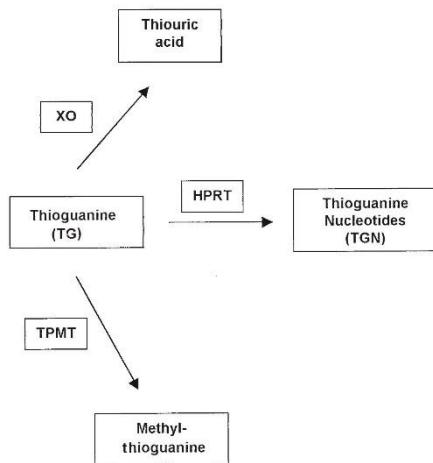 Thiouric
acid
XO
HPRT
Thioguanine
(TG)
Thioguanine
Nucleotides
(TGN)
TPMT
Methyl-
thioguanine